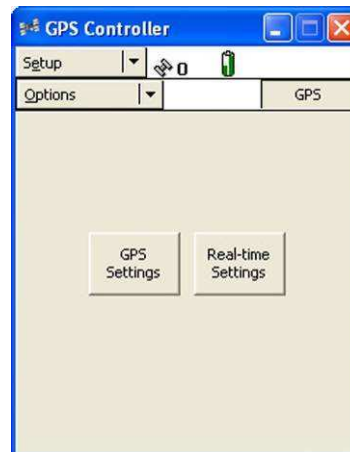 GPS Controller
Setup
0
Options
GPS
GPS
Settings
Real-time
Settings